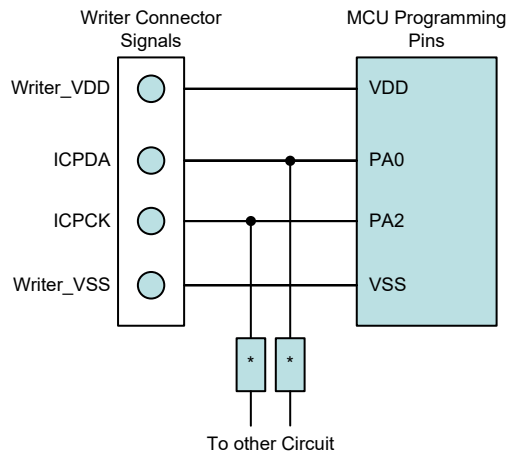 Writer Connector
Signals
MCU Programming
Pins
Writer_VDD
VDD
ICPDA
PA0
ICPCK
PA2
Writer_VSS
VSS
*
*
To other Circuit